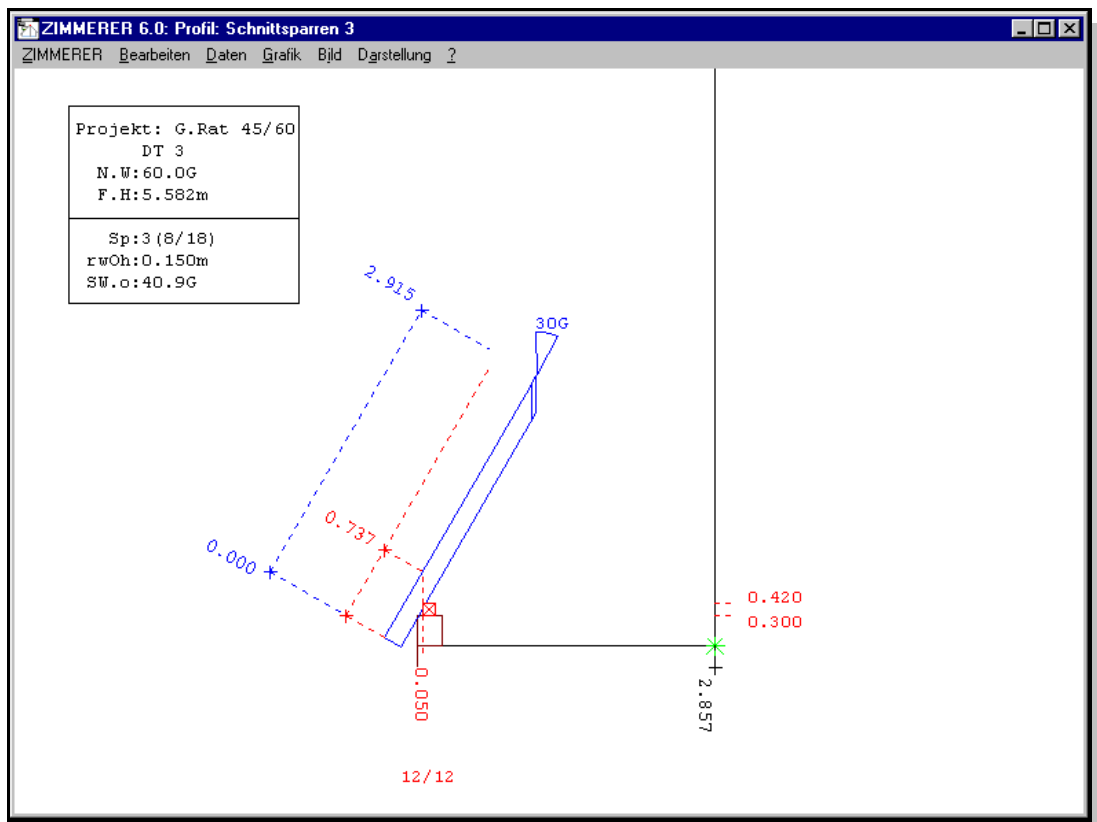 ZIMMERER 6.0: Profil: Schnittsparren 3
ZIMMERER Bearbeiten Daten Grafik Bild Darstellung ?
Projekt: G.Rat 45/60
DT 3
N.W:60.0G
F.H:5.582m
Sp:3(8/18)
rwOh:0.150m
SW.o:40.9G
2.915
30G
0.737
0.000
0.420
0.300
0.050
2.857
12/12